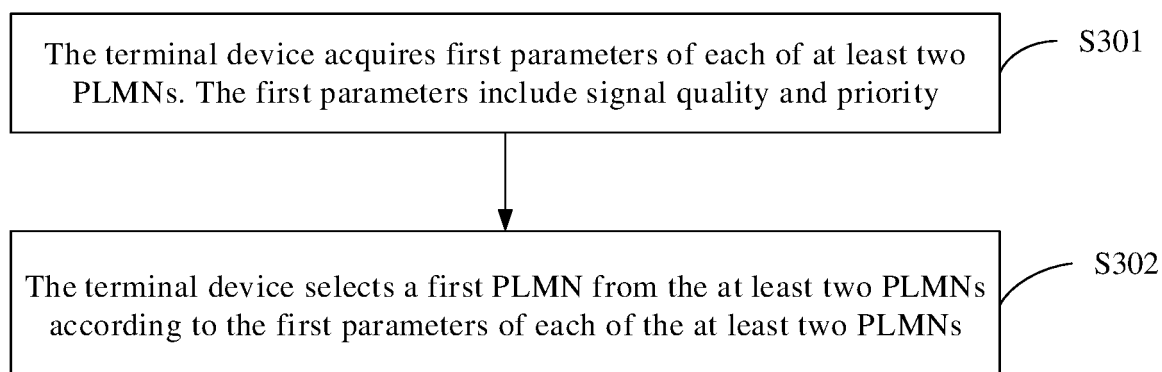 The terminal device acquires first parameters of each of at least two
PLMNs. The first parameters include signal quality and priority
S301
The terminal device selects a first PLMN from the at least two PLMNs
according to the first parameters of each of the at least two PLMNs
S302